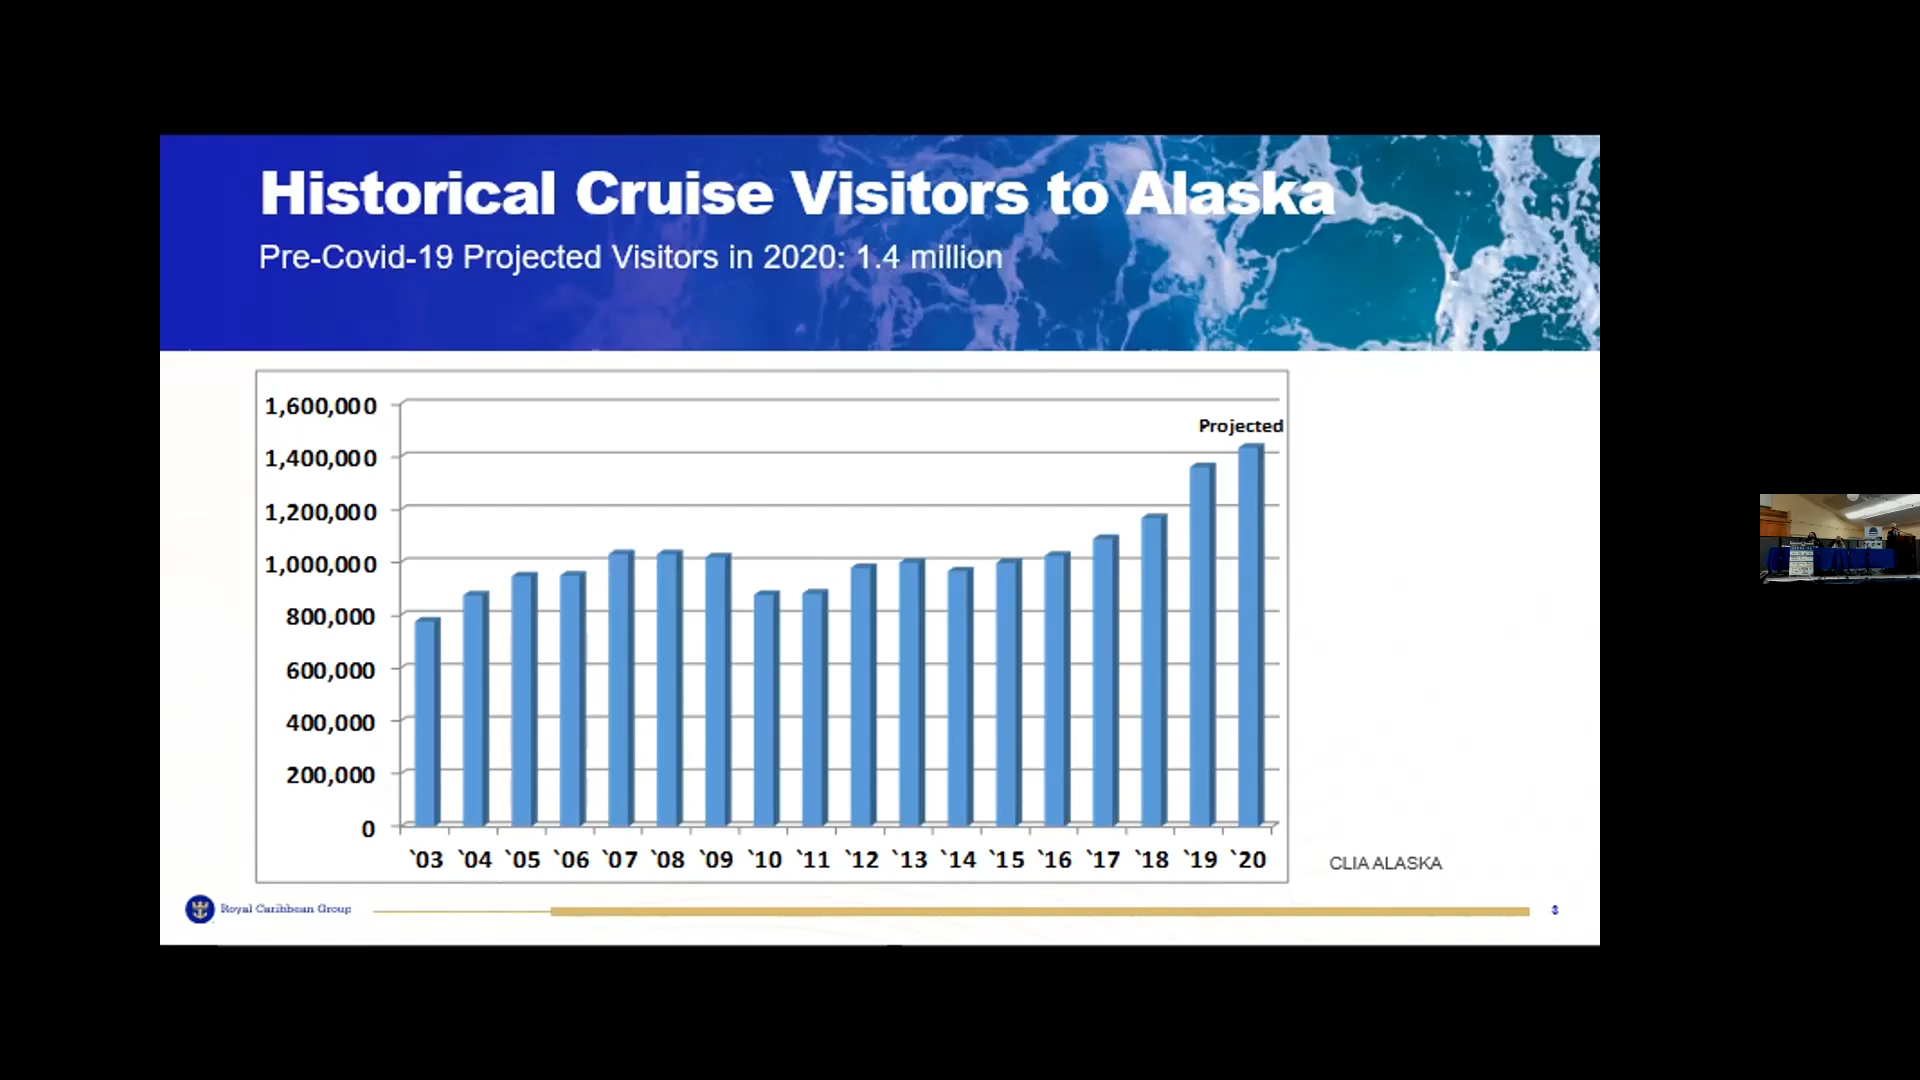 Historical Cruise Visitors to Alaska
Pre-Covid-19 Projected Visitors in 2020: 1.4 million
1,600,000
Projected
1,400,000
1,200,000
1,000,000
800,000
600,000
400,000
200,000
0
`03 `04 `05 `06 `07 `08 `09 `10 `11 `12 `13 `14 `15 `16 `17 `18 `19 `20
CLIA ALASKA
Royal Caribbean Group